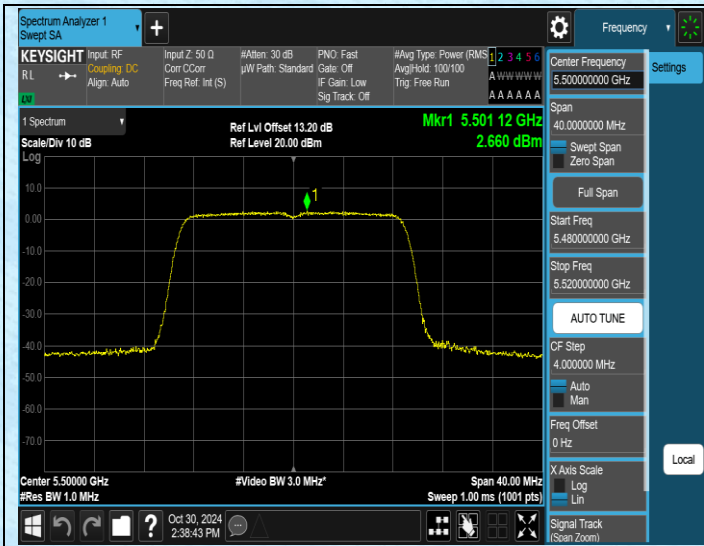 Spectrum Analyzer 1
Swept SA
+
Frequency
KEYSIGHT
Input: RF
Coupling: DC
Align: Auto
Input Z: 50 Ω
Corr CCorr
Freq Ref: Int (S)
#Atten: 30 dB
µW Path: Standard
PNO: Fast
Gate: Off
IF Gain: Low
Sig Track: Off
#Avg Type: Power (RMS
Avg|Hold: 100/100
Trig: Free Run
1 2 3 4 5 6
A W W W W W
A A A A A A
R L
LXI
1 Spectrum
Scale/Div 10 dB
Ref Lvl Offset 13.20 dB
Ref Level 20.00 dBm
Mkr1 5.501 12 GHz
2.660 dBm
Log
10.0
0.00
-10.0
-20.0
-30.0
-40.0
-50.0
-60.0
-70.0
1
Center 5.50000 GHz
#Res BW 1.0 MHz
#Video BW 3.0 MHz*
Span 40.00 MHz
Sweep 1.00 ms (1001 pts)
?
Oct 30, 2024
2:38:43 PM
Center Frequency
5.500000000 GHz
Span
40.0000000 MHz
Swept Span
Zero Span
Full Span
Start Freq
5.480000000 GHz
Stop Freq
5.520000000 GHz
AUTO TUNE
CF Step
4.000000 MHz
Auto
Man
Freq Offset
0 Hz
X Axis Scale
Log
Lin
Signal Track
(Span Zoom)
Settings
Local